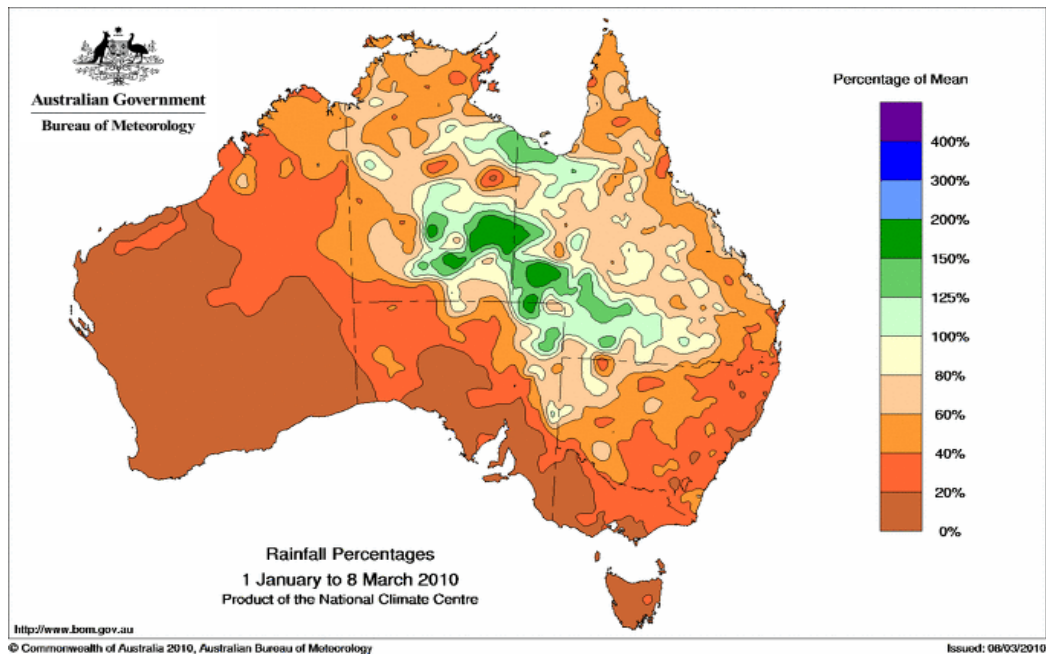 Australian Government
Bureau of Meteorology
Percentage of Mean
400%
300%
200%
150%
125%
100%
80%
60%
40%
20%
0%
Rainfall Percentages
1 January to 8 March 2010
Product of the National Climate Centre
http://www.bom.gov.au
© Commonwealth of Australia 2010, Australian Bureau of Meteorology
Issued: 08/03/2010